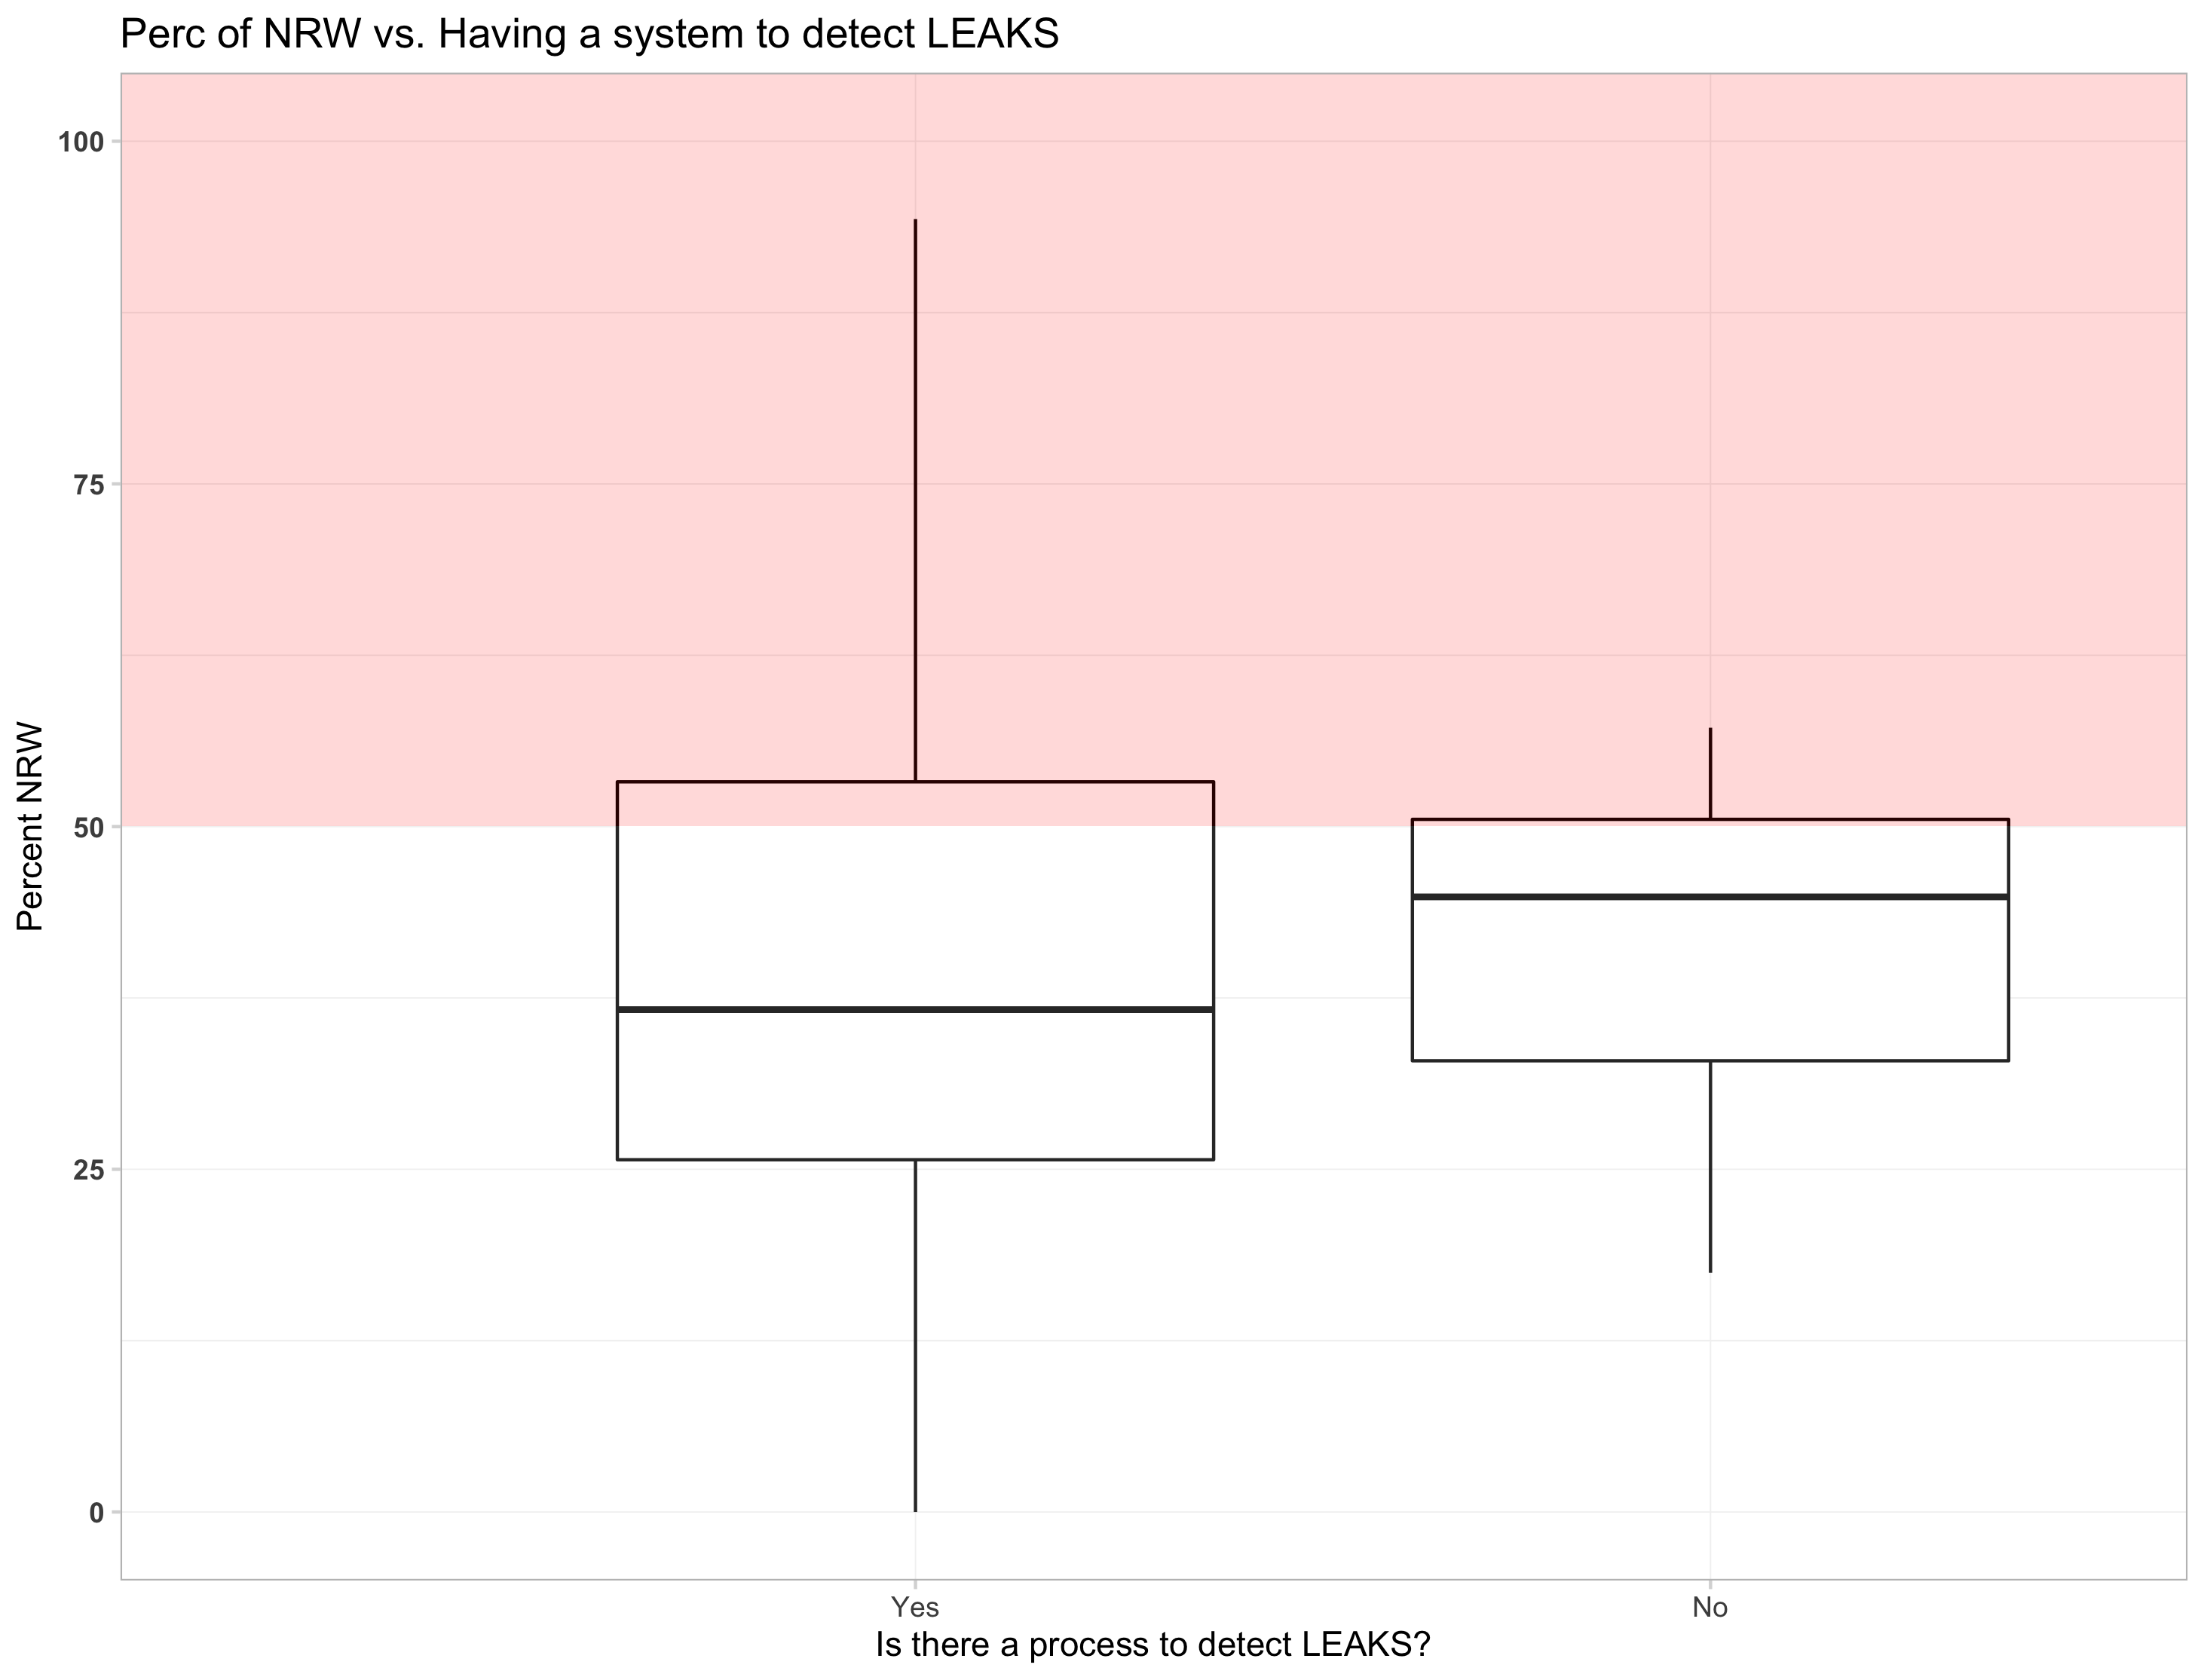 Perc of NRW vs. Having a system to detect LEAKS
100
75
50
25
0
Percent NRW
Yes
No
Is there a process to detect LEAKS?